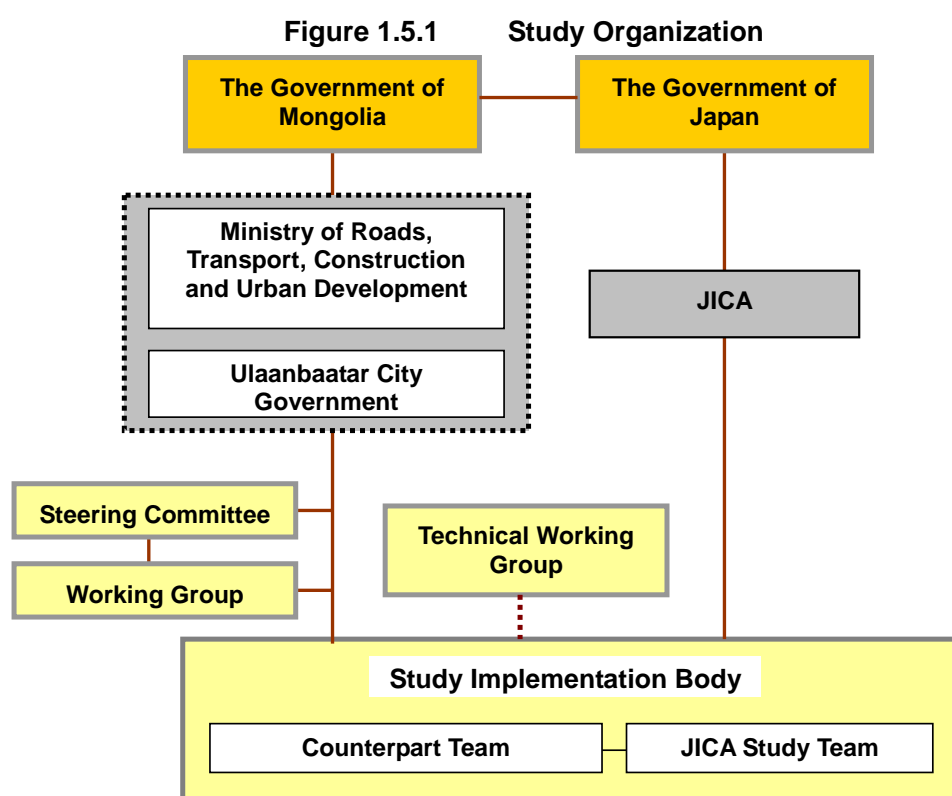 Figure 1.5.1 Study Organization
The Government of
Mongolia
The Government of
Japan
Ministry of Roads,
Transport, Construction
and Urban Development
JICA
Ulaanbaatar City
Government
Steering Committee
Technical Working
Group
Working Group
Study Implementation Body
Counterpart Team
JICA Study Team